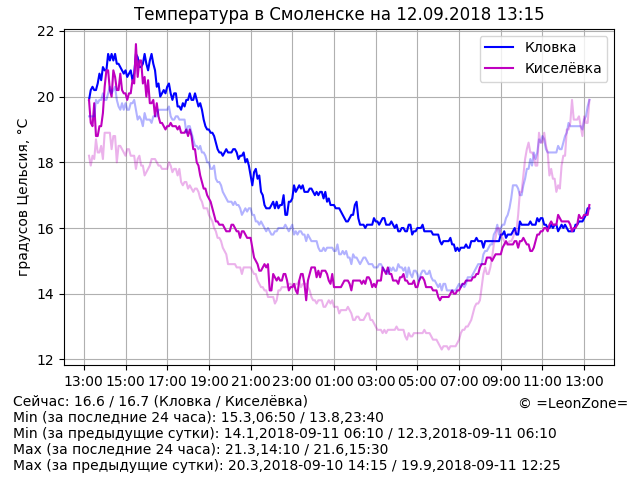 Температура в Смоленске на 12.09.2018 13:15
Кловка
Киселёвка
градусов Цельсия, °C
22
20
18
16
14
12
13:00 15:00 17:00 19:00 21:00 23:00 01:00 03:00 05:00 07:00 09:00 11:00 13:00
Сейчас: 16.6 / 16.7 (Кловка / Киселёвка)
© =LeonZone=
Min (за последние 24 часа): 15.3,06:50 / 13.8,23:40
Min (за предыдущие сутки): 14.1,2018-09-11 06:10 / 12.3,2018-09-11 06:10
Max (за последние 24 часа): 21.3,14:10 / 21.6,15:30
Max (за предыдущие сутки): 20.3,2018-09-10 14:15 / 19.9,2018-09-11 12:25